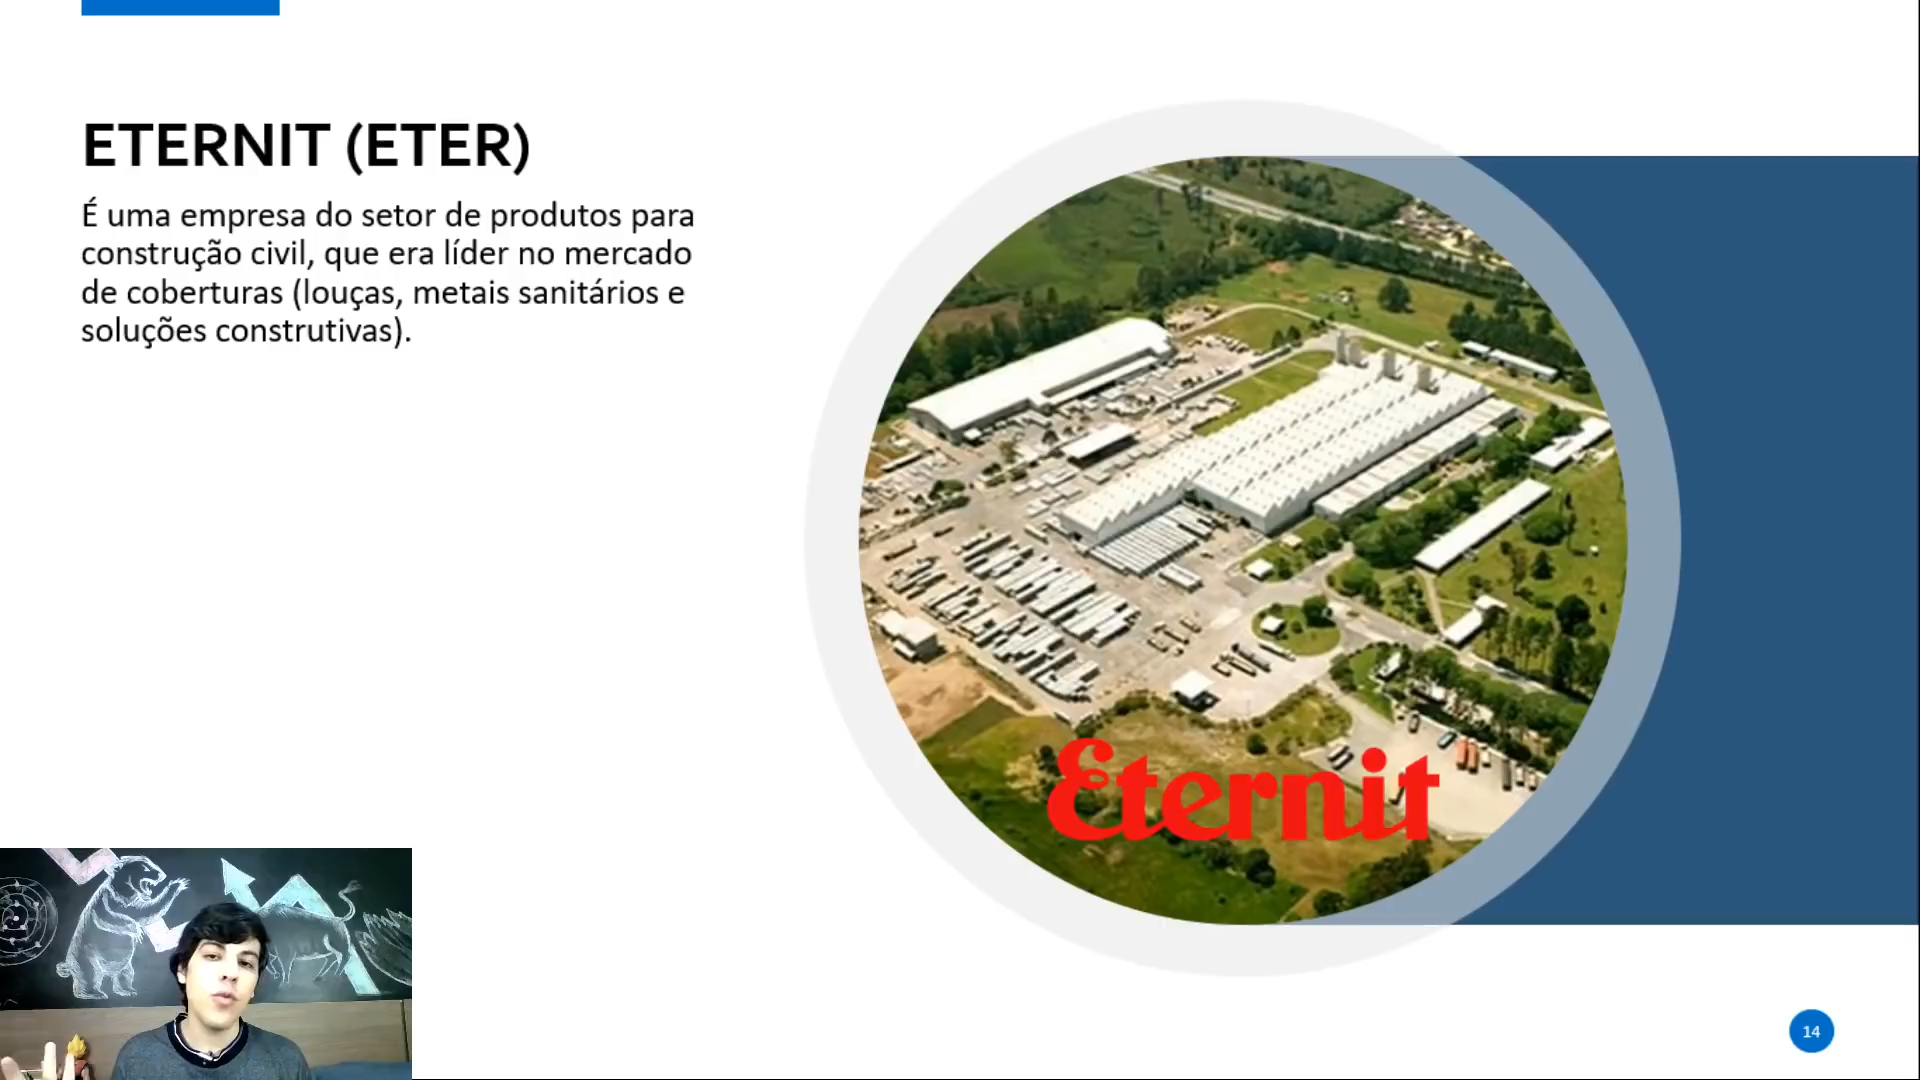 ETERNIT (ETER)
É uma empresa do setor de produtos para
construção civil, que era líder no mercado
de coberturas (louças, metais sanitários e
soluções construtivas).
Eternit
14